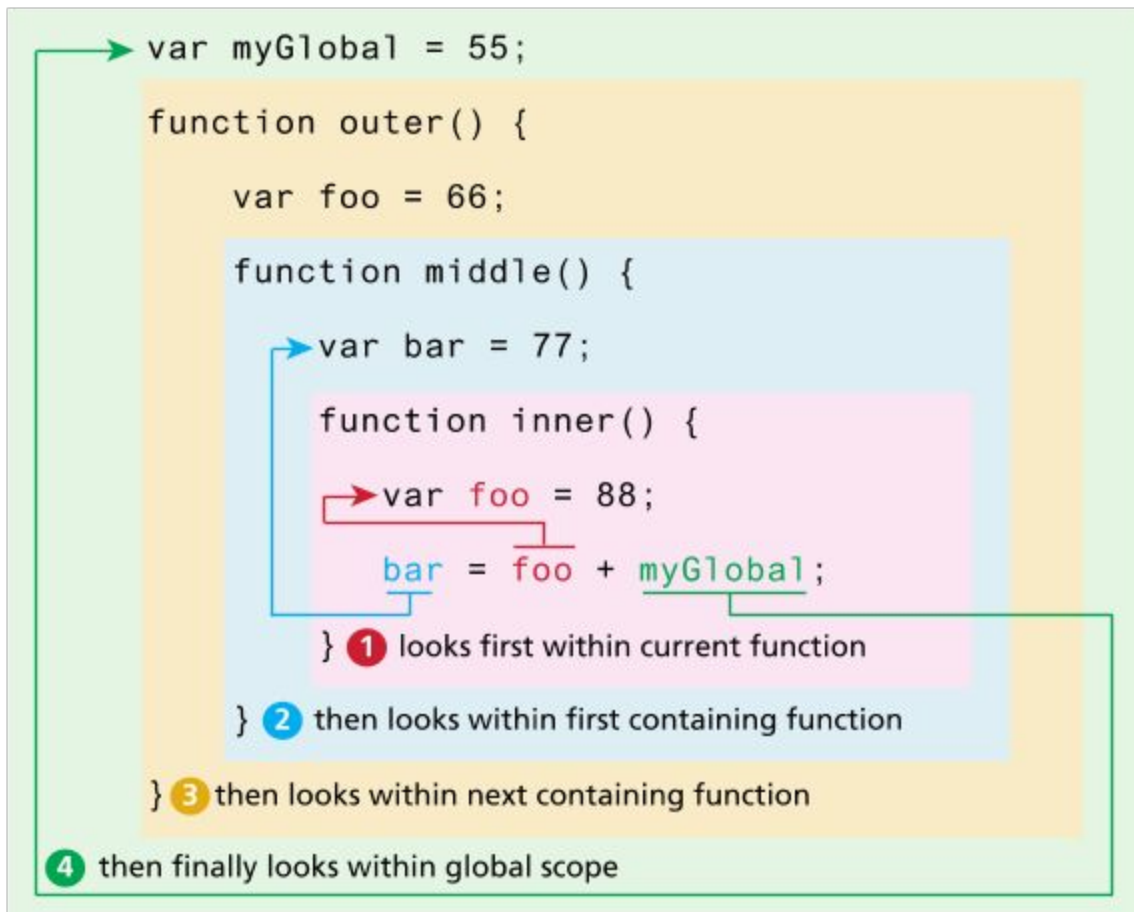 var myGlobal = 55;
function outer() {
var foo = 66;
function middle() {
var bar = 77;
function inner() {
var foo = 88;
bar = foo + myGlobal;
} 1 looks first within current function
} 2 then looks within first containing function
} 3 then looks within next containing function
4 then finally looks within global scope